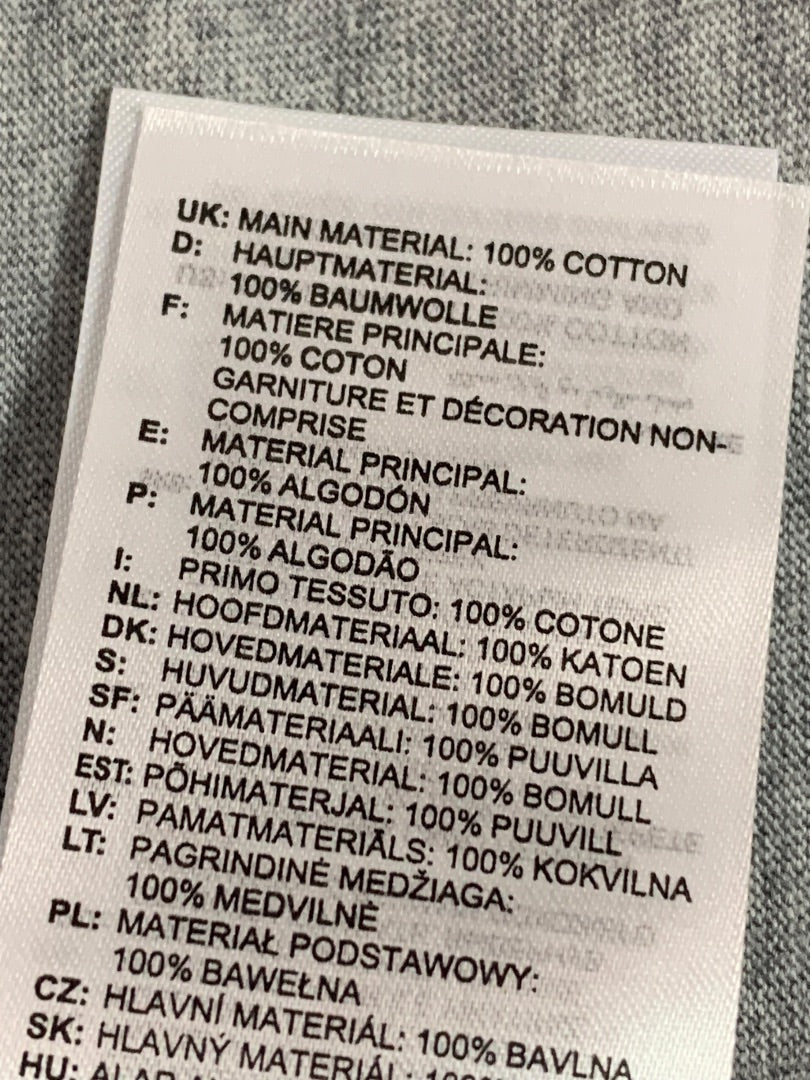 UK: MAIN MATERIAL: 100% COTTON
D: HAUPTMATERIAL:
100% BAUMWOLLE
F: MATIERE PRINCIPALE:
100% COTON
GARNITURE ET DÉCORATION NON-
COMPRISE
E: MATERIAL PRINCIPAL:
100% ALGODÓN
P: MATERIAL PRINCIPAL:
100% ALGODÃO
I: PRIMO TESSUTO: 100% COTONE
NL: HOOFDMATERIAAL: 100% KATOEN
DK: HOVEDMATERIALE: 100% BOMULD
S: HUVUDMATERIAL: 100% BOMULL
SF: PÄÄMATERIAALI: 100% PUUVILLA
N: HOVEDMATERIAL: 100% BOMULL
EST: PÕHIMATERJAL: 100% PUUVILL
LV: PAMATMATERIĀLS: 100% KOKVILNA
LT: PAGRINDINĖ MEDŽIAGA:
100% MEDVILNĖ
PL: MATERIAŁ PODSTAWOWY:
100% BAWEŁNA
CZ: HLAVNÍ MATERIÁL: 100% BAVLNA
SK: HLAVNÝ MATERIÁL: 100%
HU: